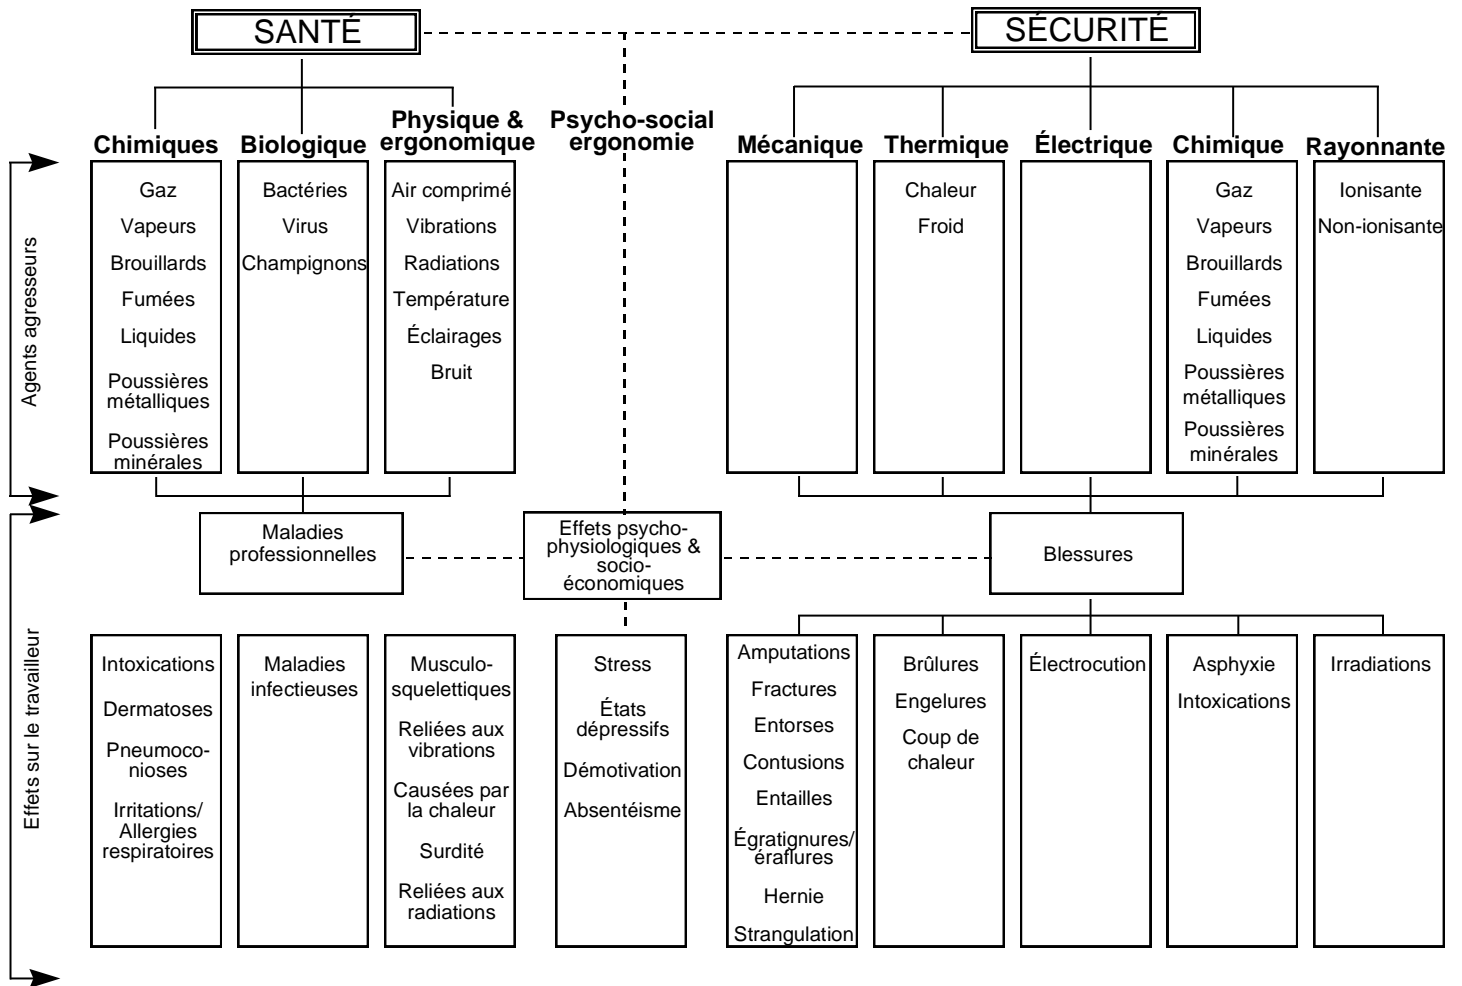 SANTÉ
SÉCURITÉ
Chimiques
Biologique
Physique &
ergonomique
Psycho-social
ergonomie
Mécanique
Thermique
Électrique
Chimique
Rayonnante
Agents agresseurs
Gaz
Vapeurs
Brouillards
Fumées
Liquides
Poussières
métalliques
Poussières
minérales
Bactéries
Virus
Champignons
Air comprimé
Vibrations
Radiations
Température
Éclairages
Bruit
Chaleur
Froid
Gaz
Vapeurs
Brouillards
Fumées
Liquides
Poussières
métalliques
Poussières
minérales
Ionisante
Non-ionisante
Maladies
professionnelles
Effets psycho-
physiologiques &
socio-
économiques
Blessures
Effets sur le travailleur
Intoxications
Dermatoses
Pneumoco-
nioses
Irritations/
Allergies
respiratoires
Maladies
infectieuses
Musculo-
squelettiques
Reliées aux
vibrations
Causées par
la chaleur
Surdité
Reliées aux
radiations
Stress
États
dépressifs
Démotivation
Absentéisme
Amputations
Fractures
Entorses
Contusions
Entailles
Égratignures/
éraflures
Hernie
Strangulation
Brûlures
Engelures
Coup de
chaleur
Électrocution
Asphyxie
Intoxications
Irradiations